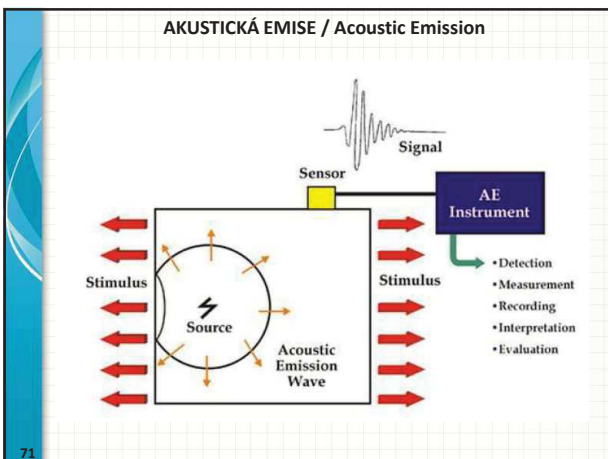 AKUSTICKÁ EMISE / Acoustic Emission
Signal
Sensor
AE
Instrument
Stimulus
Source
Acoustic
Emission
Wave
Stimulus
•Detection
•Measurement
•Recording
•Interpretation
•Evaluation
71